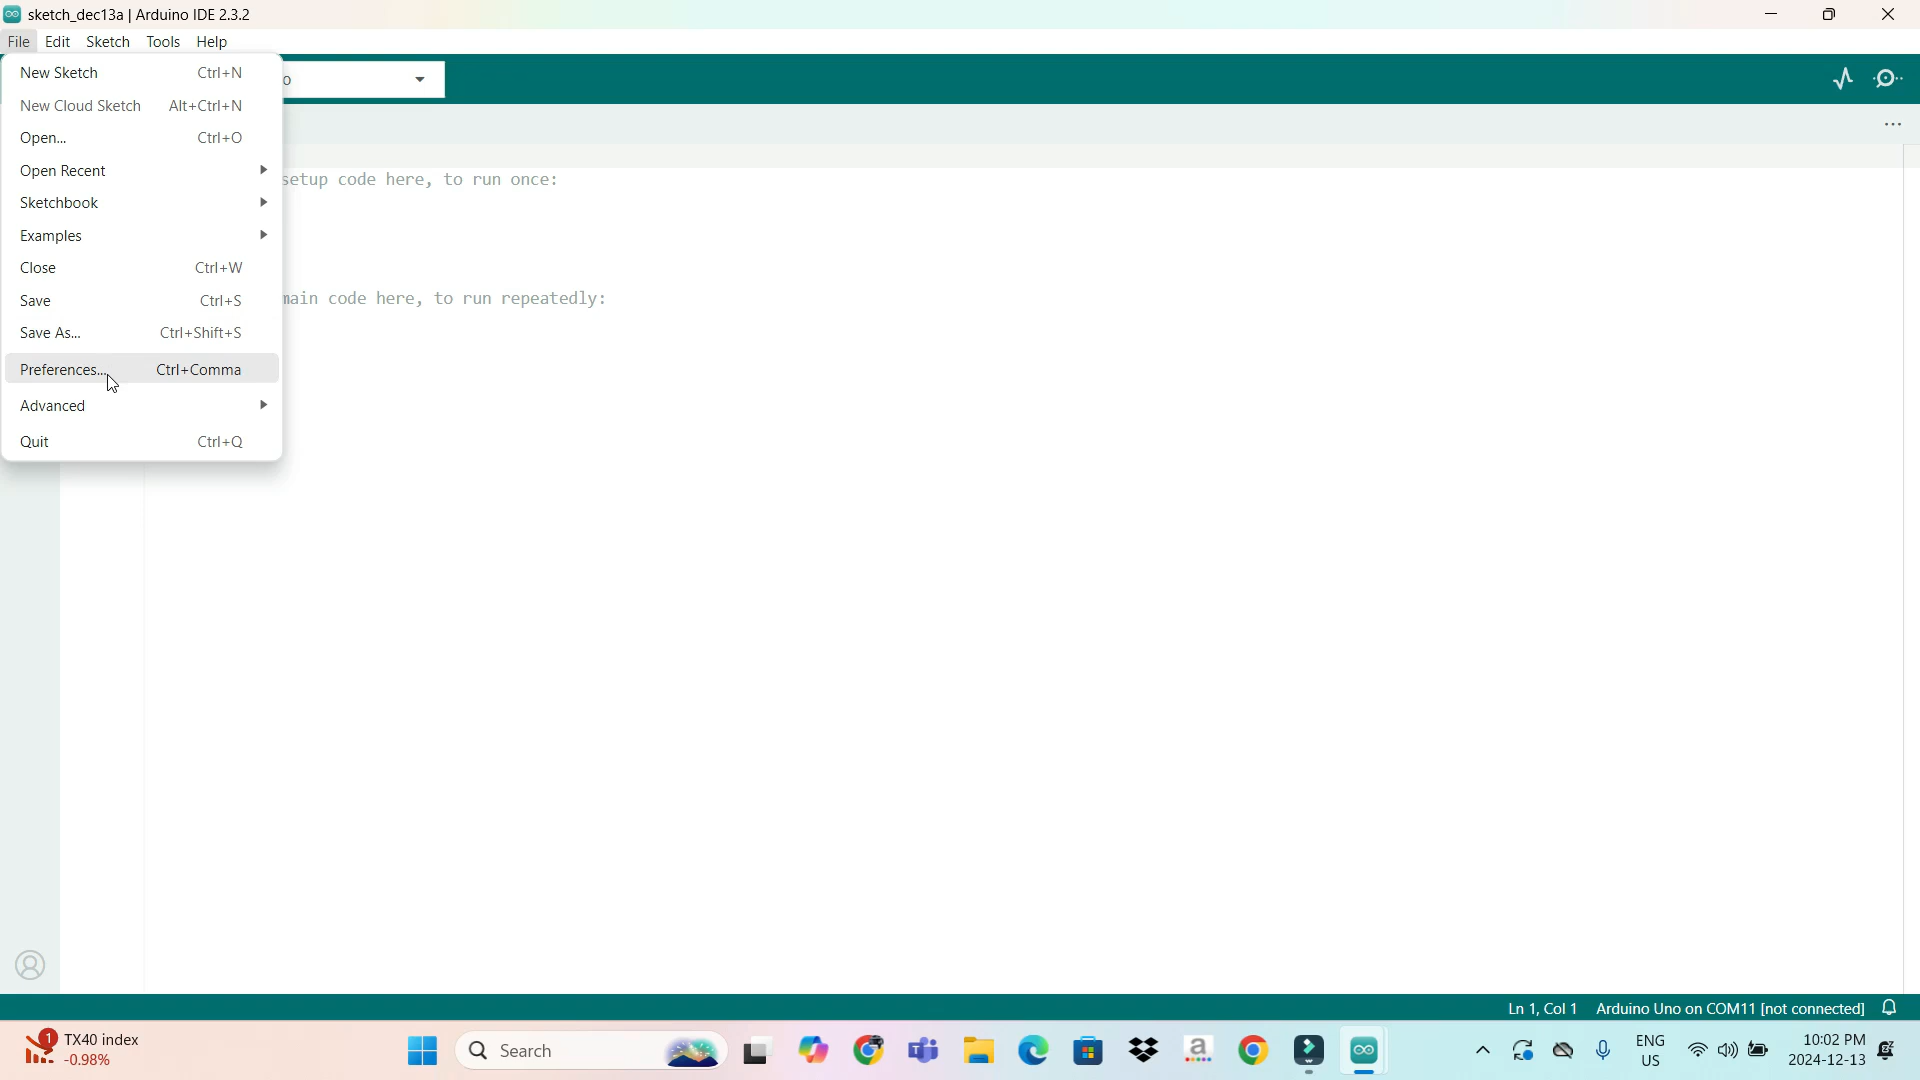 sketch_dec13a | Arduino IDE 2.3.2
File Edit Sketch Tools Help
New Sketch Ctrl+N
New Cloud Sketch Alt+Ctrl+N
Open... Ctrl+O
Open Recent
Sketchbook
Examples
Close Ctrl+W
Save Ctrl+S
Save As... Ctrl+Shift+S
Preferences... Ctrl+Comma
Advanced
Quit Ctrl+Q
o
setup code here, to run once:
main code here, to run repeatedly:
Ln 1, Col 1 Arduino Uno on COM11 [not connected]
1 TX40 index
-0.98%
Search
ENG
US
10:02 PM
2024-12-13